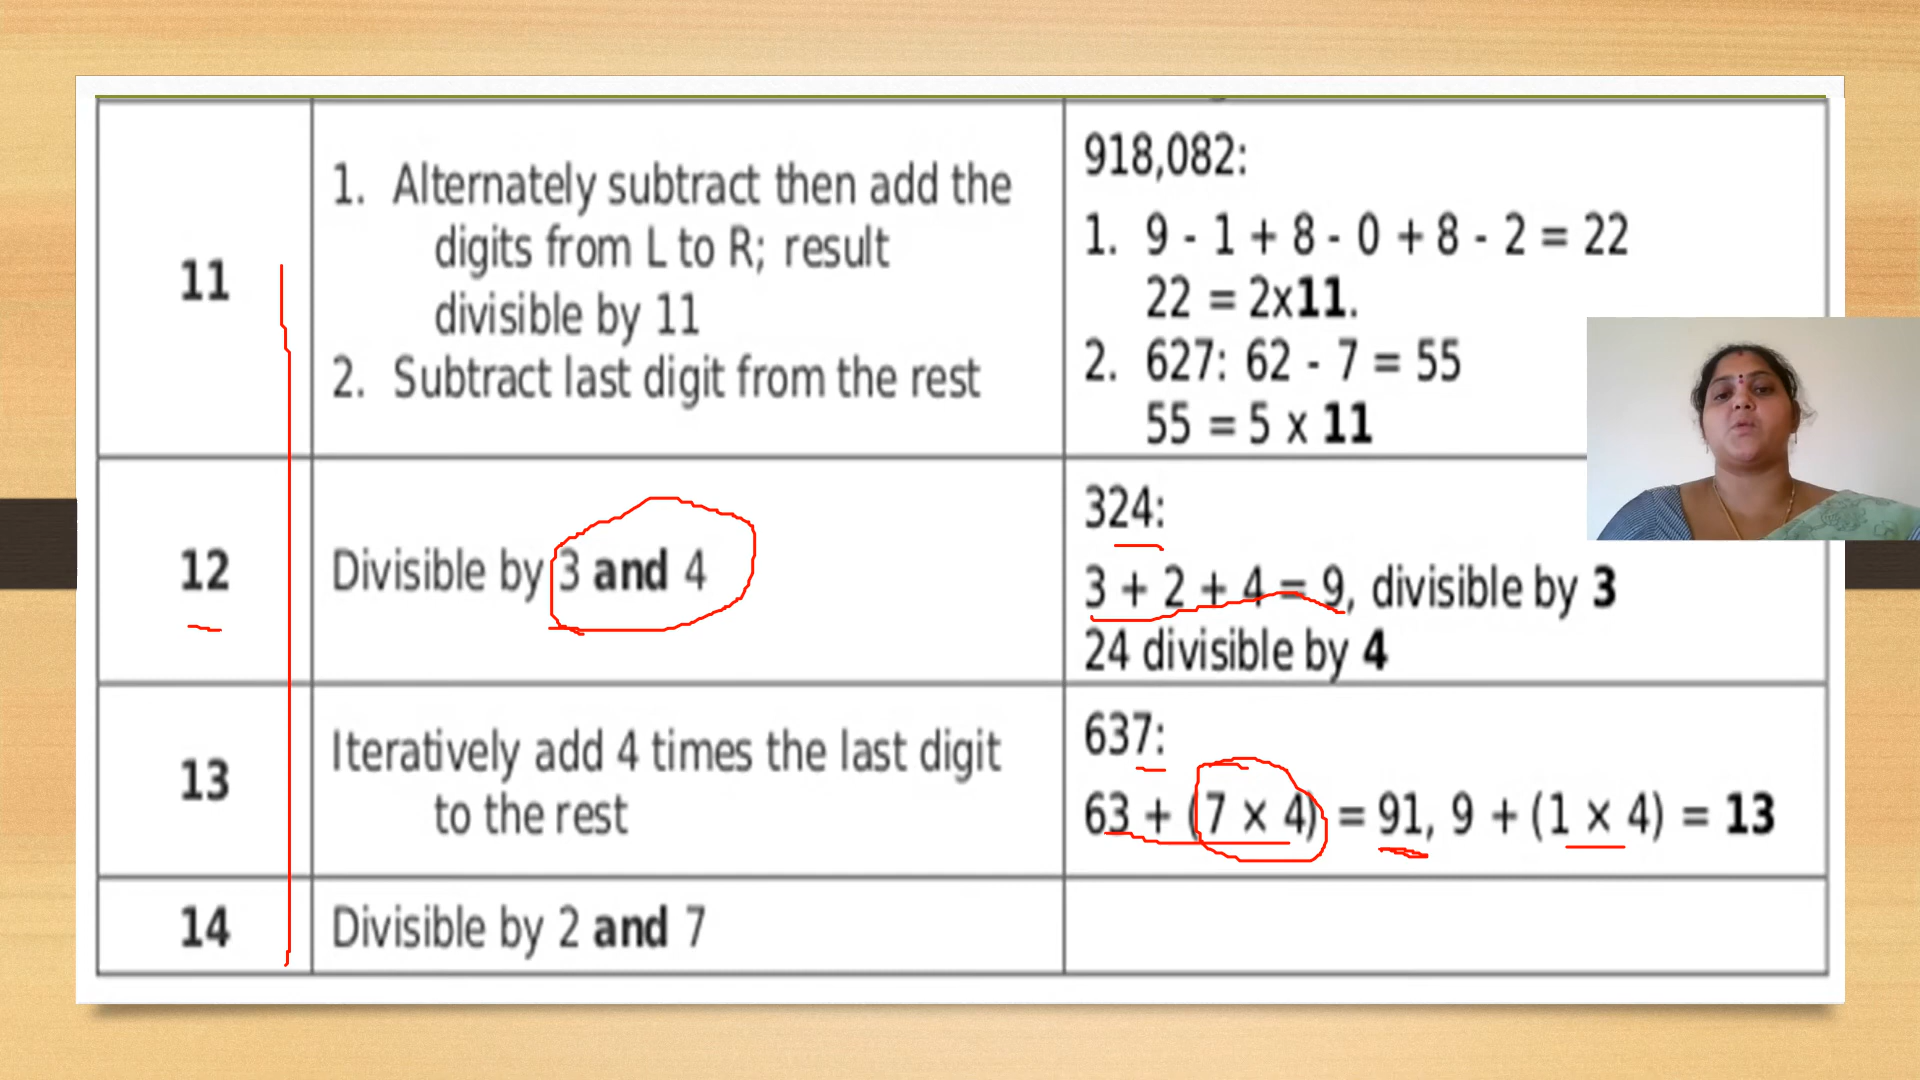 11
1. Alternately subtract then add the
digits from L to R; result
divisible by 11
2. Subtract last digit from the rest
918,082:
1. 9 - 1 + 8 - 0 + 8 - 2 = 22
22 = 2x11.
2. 627: 62 - 7 = 55
55 = 5 x 11
12
Divisible by 3 and 4
324:
3 + 2 + 4 = 9, divisible by 3
24 divisible by 4
13
Iteratively add 4 times the last digit
to the rest
637:
63 + (7 × 4) = 91, 9 + (1 × 4) = 13
14
Divisible by 2 and 7